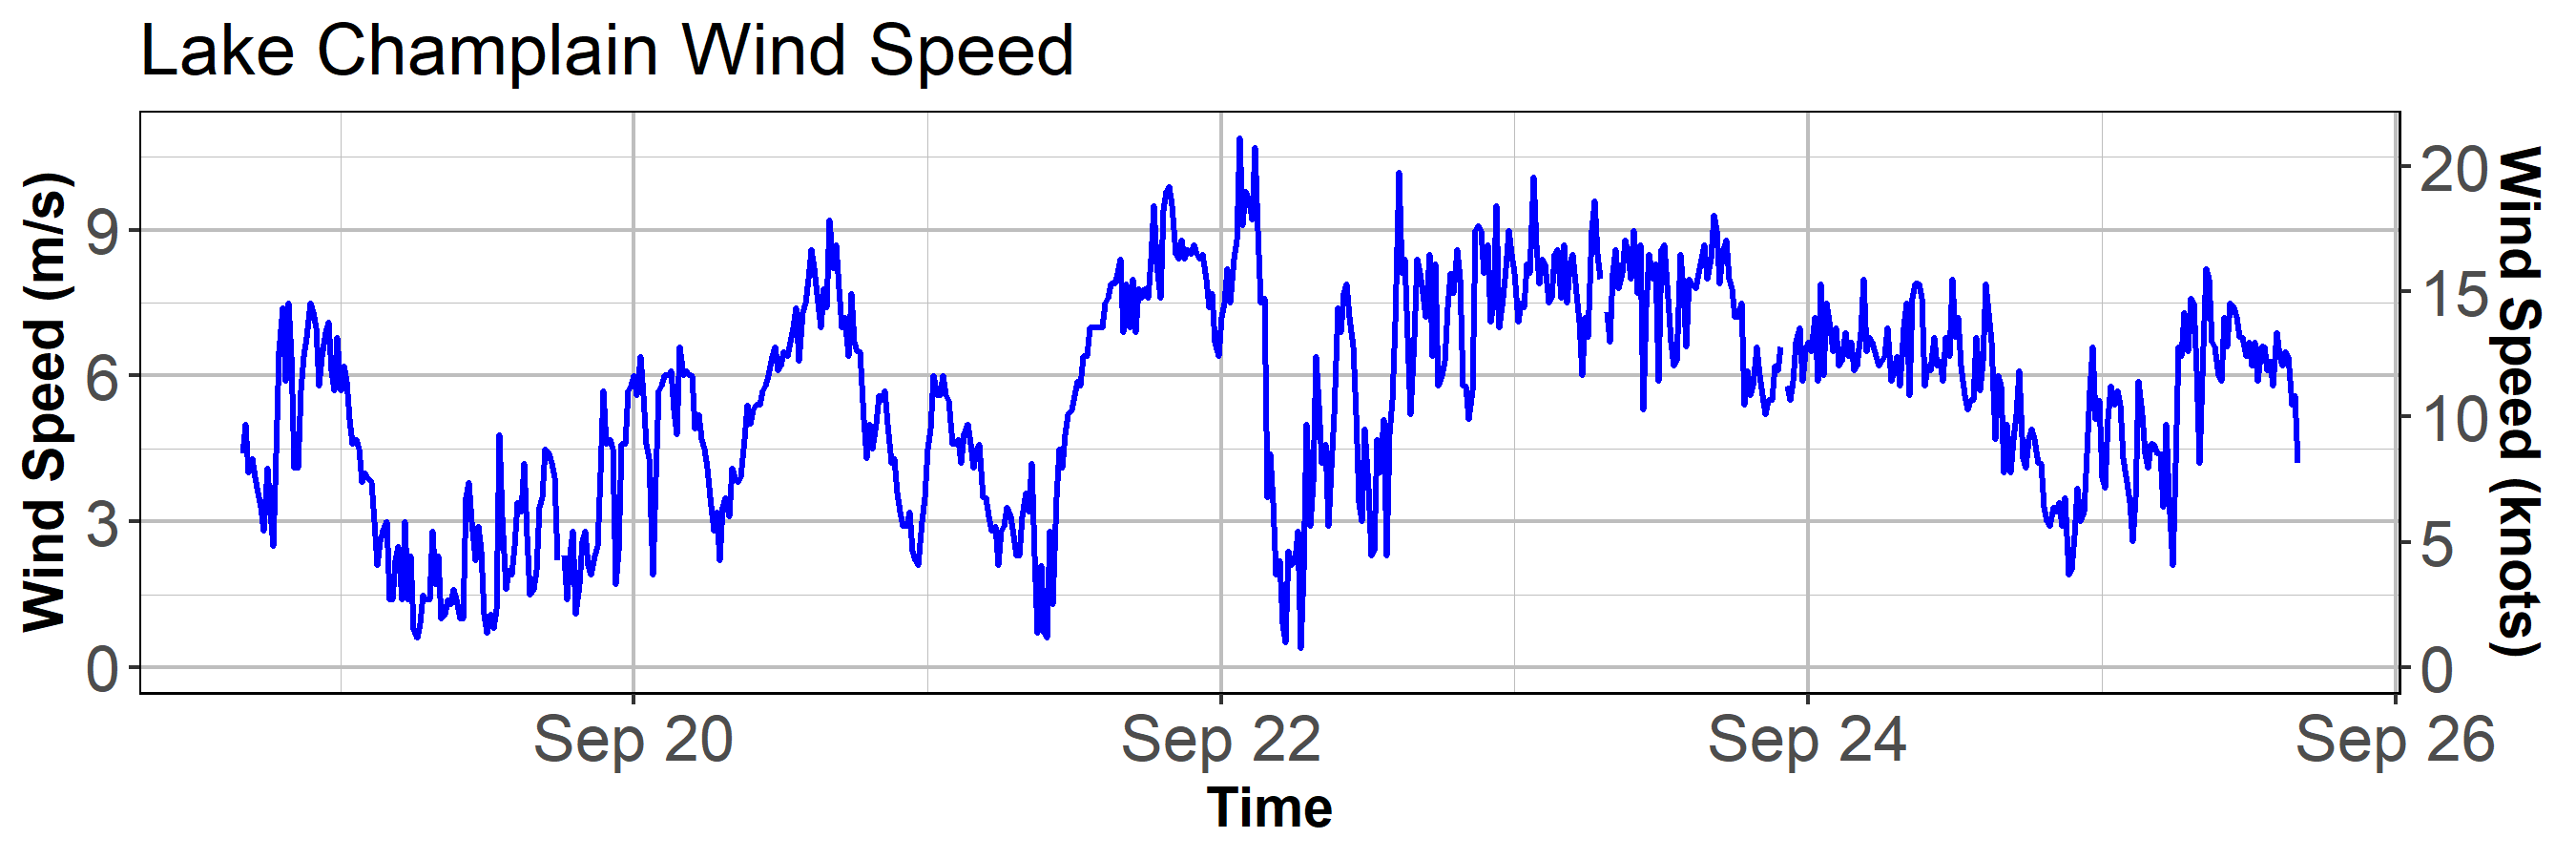 Lake Champlain Wind Speed
Wind Speed (m/s)
9
6
3
0
20
15
10
5
0
Wind Speed (knots)
Sep 20
Sep 22
Sep 24
Sep 26
Time